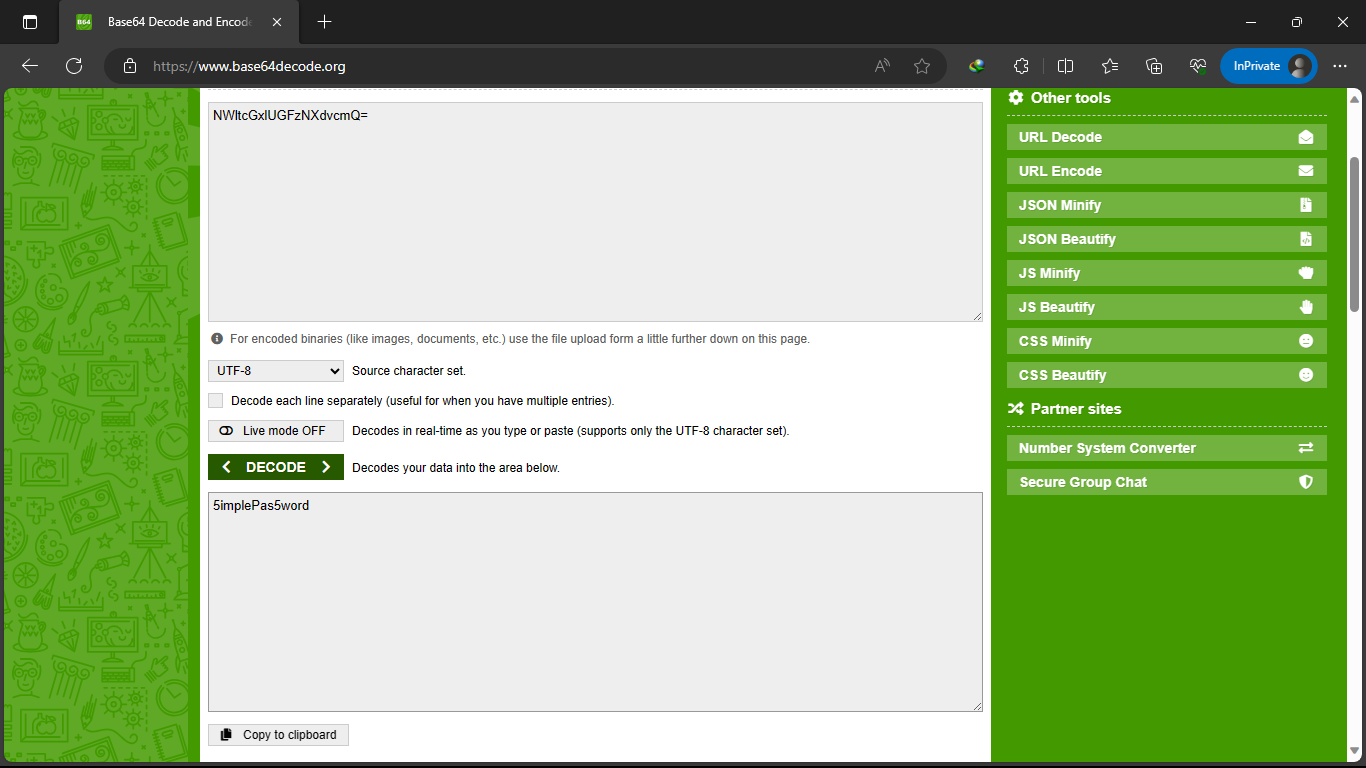 Base64 Decode and Encode
https://www.base64decode.org
InPrivate
NWltcGxlUGFzNXdvcmQ=
For encoded binaries (like images, documents, etc.) use the file upload form a little further down on this page.
UTF-8 Source character set.
Decode each line separately (useful for when you have multiple entries).
Live mode OFF Decodes in real-time as you type or paste (supports only the UTF-8 character set).
DECODE Decodes your data into the area below.
5implePas5word
Copy to clipboard
Other tools
URL Decode
URL Encode
JSON Minify
JSON Beautify
JS Minify
JS Beautify
CSS Minify
CSS Beautify
Partner sites
Number System Converter
Secure Group Chat